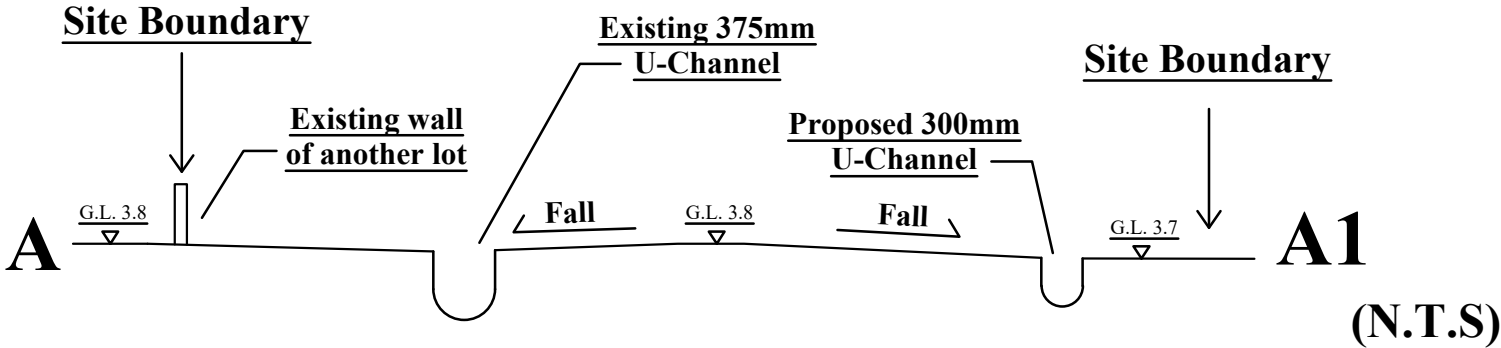 Site Boundary
Existing 375mm
U-Channel
Site Boundary
Existing wall
of another lot
Proposed 300mm
U-Channel
A
G.L. 3.8
Fall
G.L. 3.8
Fall
G.L. 3.7
A1
(N.T.S)